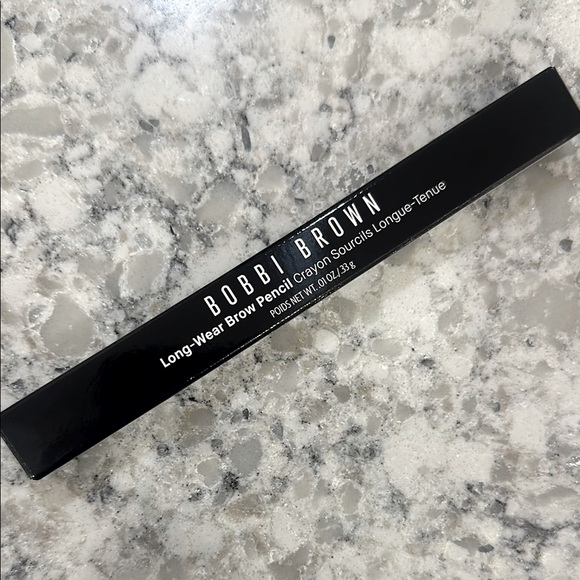 BOBBI BROWN
Long-Wear Brow Pencil Crayon Sourcils Longue-Tenue
POIDS NET WT. .01 OZ./.33 g